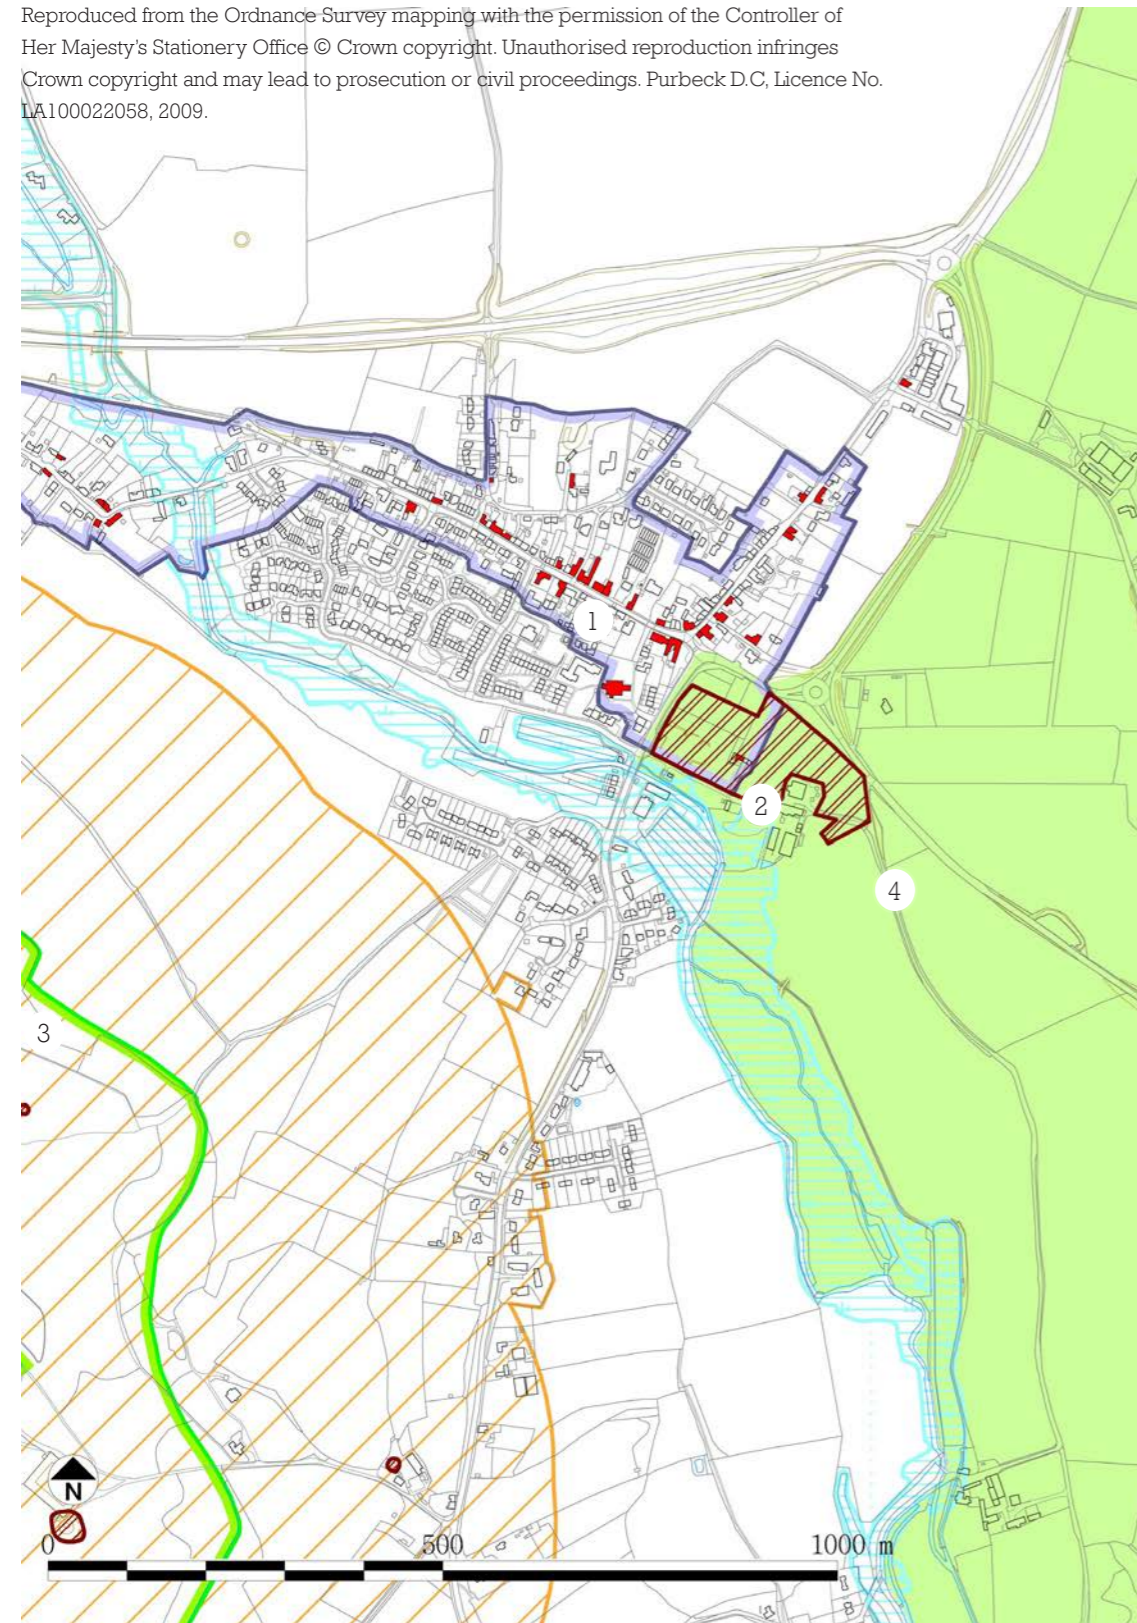 Reproduced from the Ordnance Survey mapping with the permission of the Controller of
Her Majesty's Stationery Office © Crown copyright. Unauthorised reproduction infringes
Crown copyright and may lead to prosecution or civil proceedings. Purbeck D.C, Licence No.
LA100022058, 2009.
1
2
4
3
N
0 500 1000 m